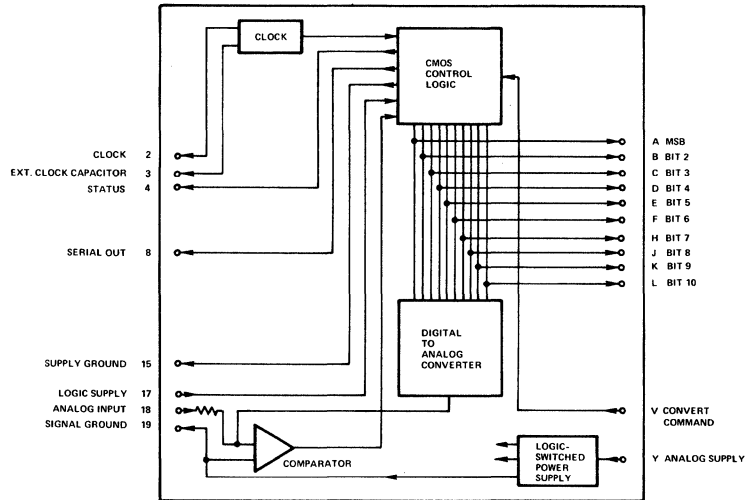 CLOCK
CMOS
CONTROL
LOGIC
CLOCK 2
EXT. CLOCK CAPACITOR 3
STATUS 4
SERIAL OUT 8
SUPPLY GROUND 15
LOGIC SUPPLY 17
ANALOG INPUT 18
SIGNAL GROUND 19
A MSB
B BIT 2
C BIT 3
D BIT 4
E BIT 5
F BIT 6
H BIT 7
J BIT 8
K BIT 9
L BIT 10
DIGITAL
TO
ANALOG
CONVERTER
COMPARATOR
V CONVERT
COMMAND
LOGIC-
SWITCHED
POWER
SUPPLY
Y ANALOG SUPPLY